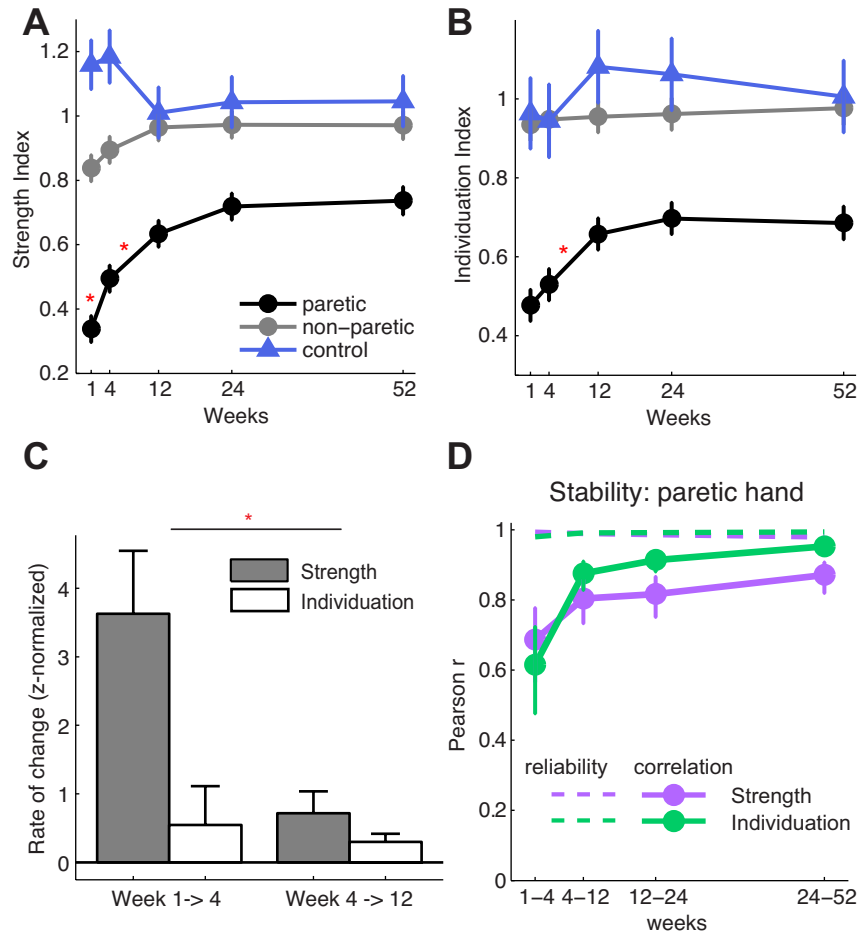 A
1.2
1
0.8
0.6
0.4
0.2
Strength Index
*
*
paretic
non−paretic
control
1 4 12 24 52
Weeks
B
1
0.8
0.6
0.4
Individuation Index
*
1 4 12 24 52
Weeks
C
*
4
3
2
1
0
Rate of change (z-normalized)
Strength
Individuation
Week 1-> 4 Week 4 -> 12
D
Stability: paretic hand
1
0.8
0.6
0.4
0.2
0
Pearson r
reliability correlation
Strength
Individuation
1−4 4−12 12−24 24−52
weeks